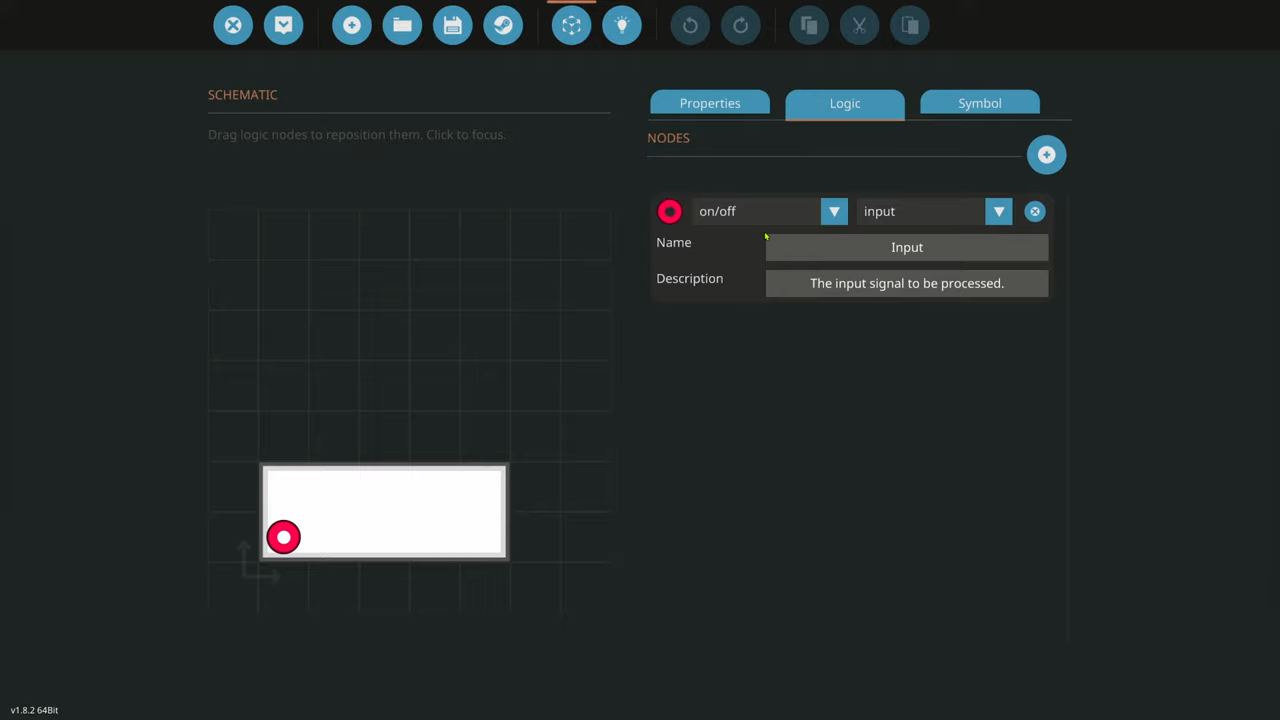 SCHEMATIC
Drag logic nodes to reposition them. Click to focus.
Properties
Logic
Symbol
NODES
on/off
input
Name
Input
Description
The input signal to be processed.
v1.8.2 64Bit